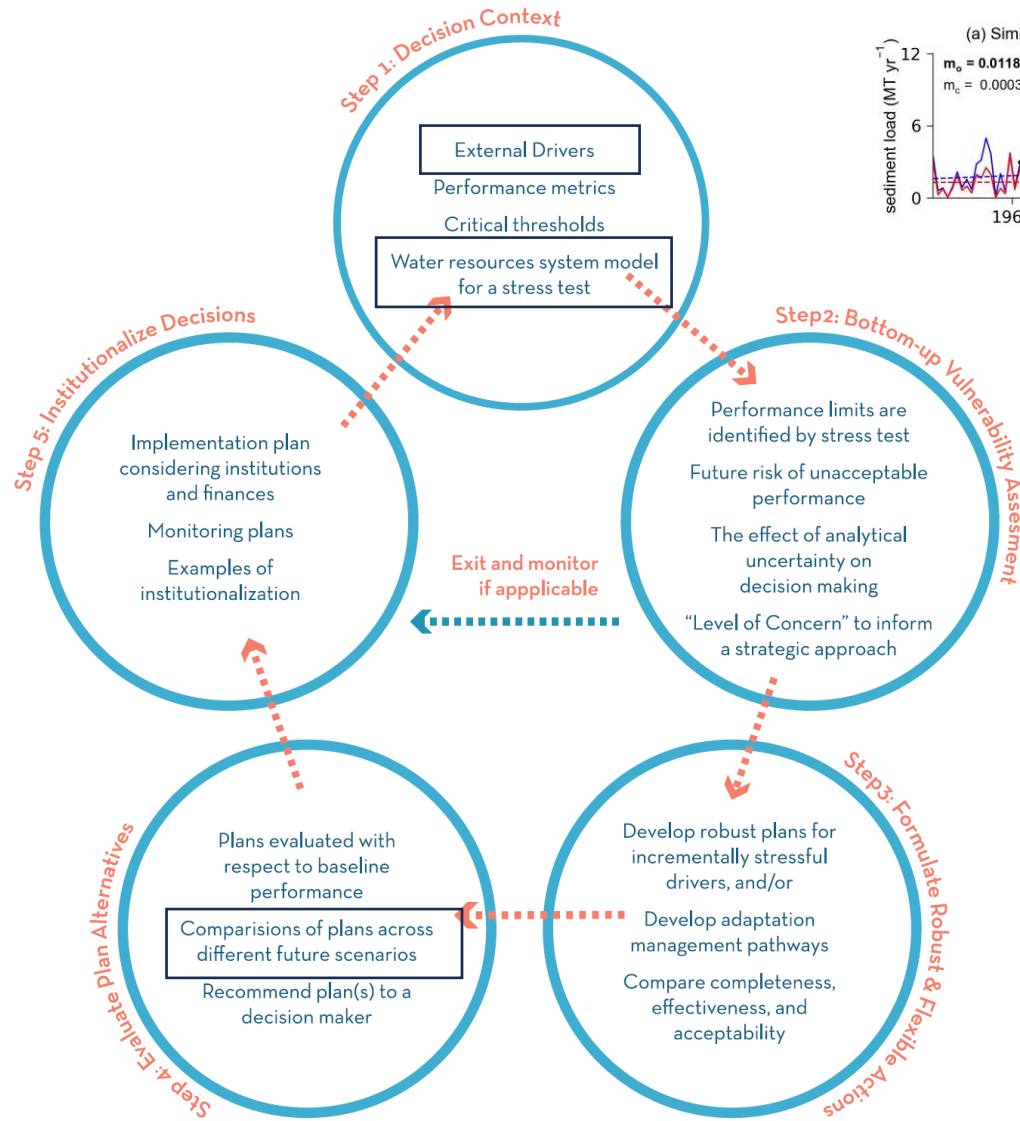 Step 1: Decision Context
External Drivers
Performance metrics
Critical thresholds
Water resources system model
for a stress test
(a) Simi
sediment load (MT yr⁻¹)
12
6
0
mₒ = 0.0118
m꜀ = 0.0003
196
Step2: Bottom-up Vulnerability Assesment
Performance limits are
identified by stress test
Future risk of unacceptable
performance
The effect of analytical
uncertainty on
decision making
“Level of Concern” to inform
a strategic approach
Exit and monitor
if appplicable
Step3: Formulate Robust & Flexible Actions
Develop robust plans for
incrementally stressful
drivers, and/or
Develop adaptation
management pathways
Compare completeness,
effectiveness, and
acceptability
Step 4: Evaluate Plan Alternatives
Plans evaluated with
respect to baseline
performance
Comparisions of plans across
different future scenarios
Recommend plan(s) to a
decision maker
Step 5: Institutionalize Decisions
Implementation plan
considering institutions
and finances
Monitoring plans
Examples of
institutionalization